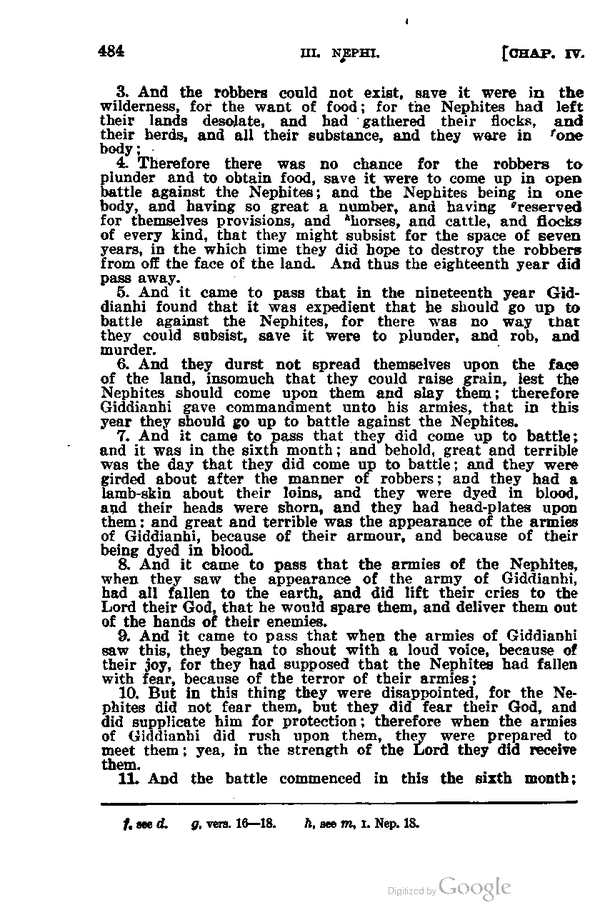 484 III. NEPHI. [CHAP. IV.
3. And the robbers could not exist, save it were in the
wilderness, for the want of food; for the Nephites had left
their lands desolate, and had gathered their flocks, and
their herds, and all their substance, and they were in fone
body;
4. Therefore there was no chance for the robbers to
plunder and to obtain food, save it were to come up in open
battle against the Nephites; and the Nephites being in one
body, and having so great a number, and having greserved
for themselves provisions, and hhorses, and cattle, and flocks
of every kind, that they might subsist for the space of seven
years, in the which time they did hope to destroy the robbers
from off the face of the land. And thus the eighteenth year did
pass away.
5. And it came to pass that in the nineteenth year Gid-
dianhi found that it was expedient that he should go up to
battle against the Nephites, for there was no way that
they could subsist, save it were to plunder, and rob, and
murder.
6. And they durst not spread themselves upon the face
of the land, insomuch that they could raise grain, lest the
Nephites should come upon them and slay them; therefore
Giddianhi gave commandment unto his armies, that in this
year they should go up to battle against the Nephites.
7. And it came to pass that they did come up to battle;
and it was in the sixth month; and behold, great and terrible
was the day that they did come up to battle; and they were
girded about after the manner of robbers; and they had a
lamb-skin about their loins, and they were dyed in blood,
and their heads were shorn, and they had head-plates upon
them: and great and terrible was the appearance of the armies
of Giddianhi, because of their armour, and because of their
being dyed in blood.
8. And it came to pass that the armies of the Nephites,
when they saw the appearance of the army of Giddianhi,
had all fallen to the earth, and did lift their cries to the
Lord their God, that he would spare them, and deliver them out
of the hands of their enemies.
9. And it came to pass that when the armies of Giddianhi
saw this, they began to shout with a loud voice, because of
their joy, for they had supposed that the Nephites had fallen
with fear, because of the terror of their armies;
10. But in this thing they were disappointed, for the Ne-
phites did not fear them, but they did fear their God, and
did supplicate him for protection; therefore when the armies
of Giddianhi did rush upon them, they were prepared to
meet them; yea, in the strength of the Lord they did receive
them.
11. And the battle commenced in this the sixth month;
f, see d. g, vers. 16—18. h, see m, I. Nep. 18.
Digitized by Google